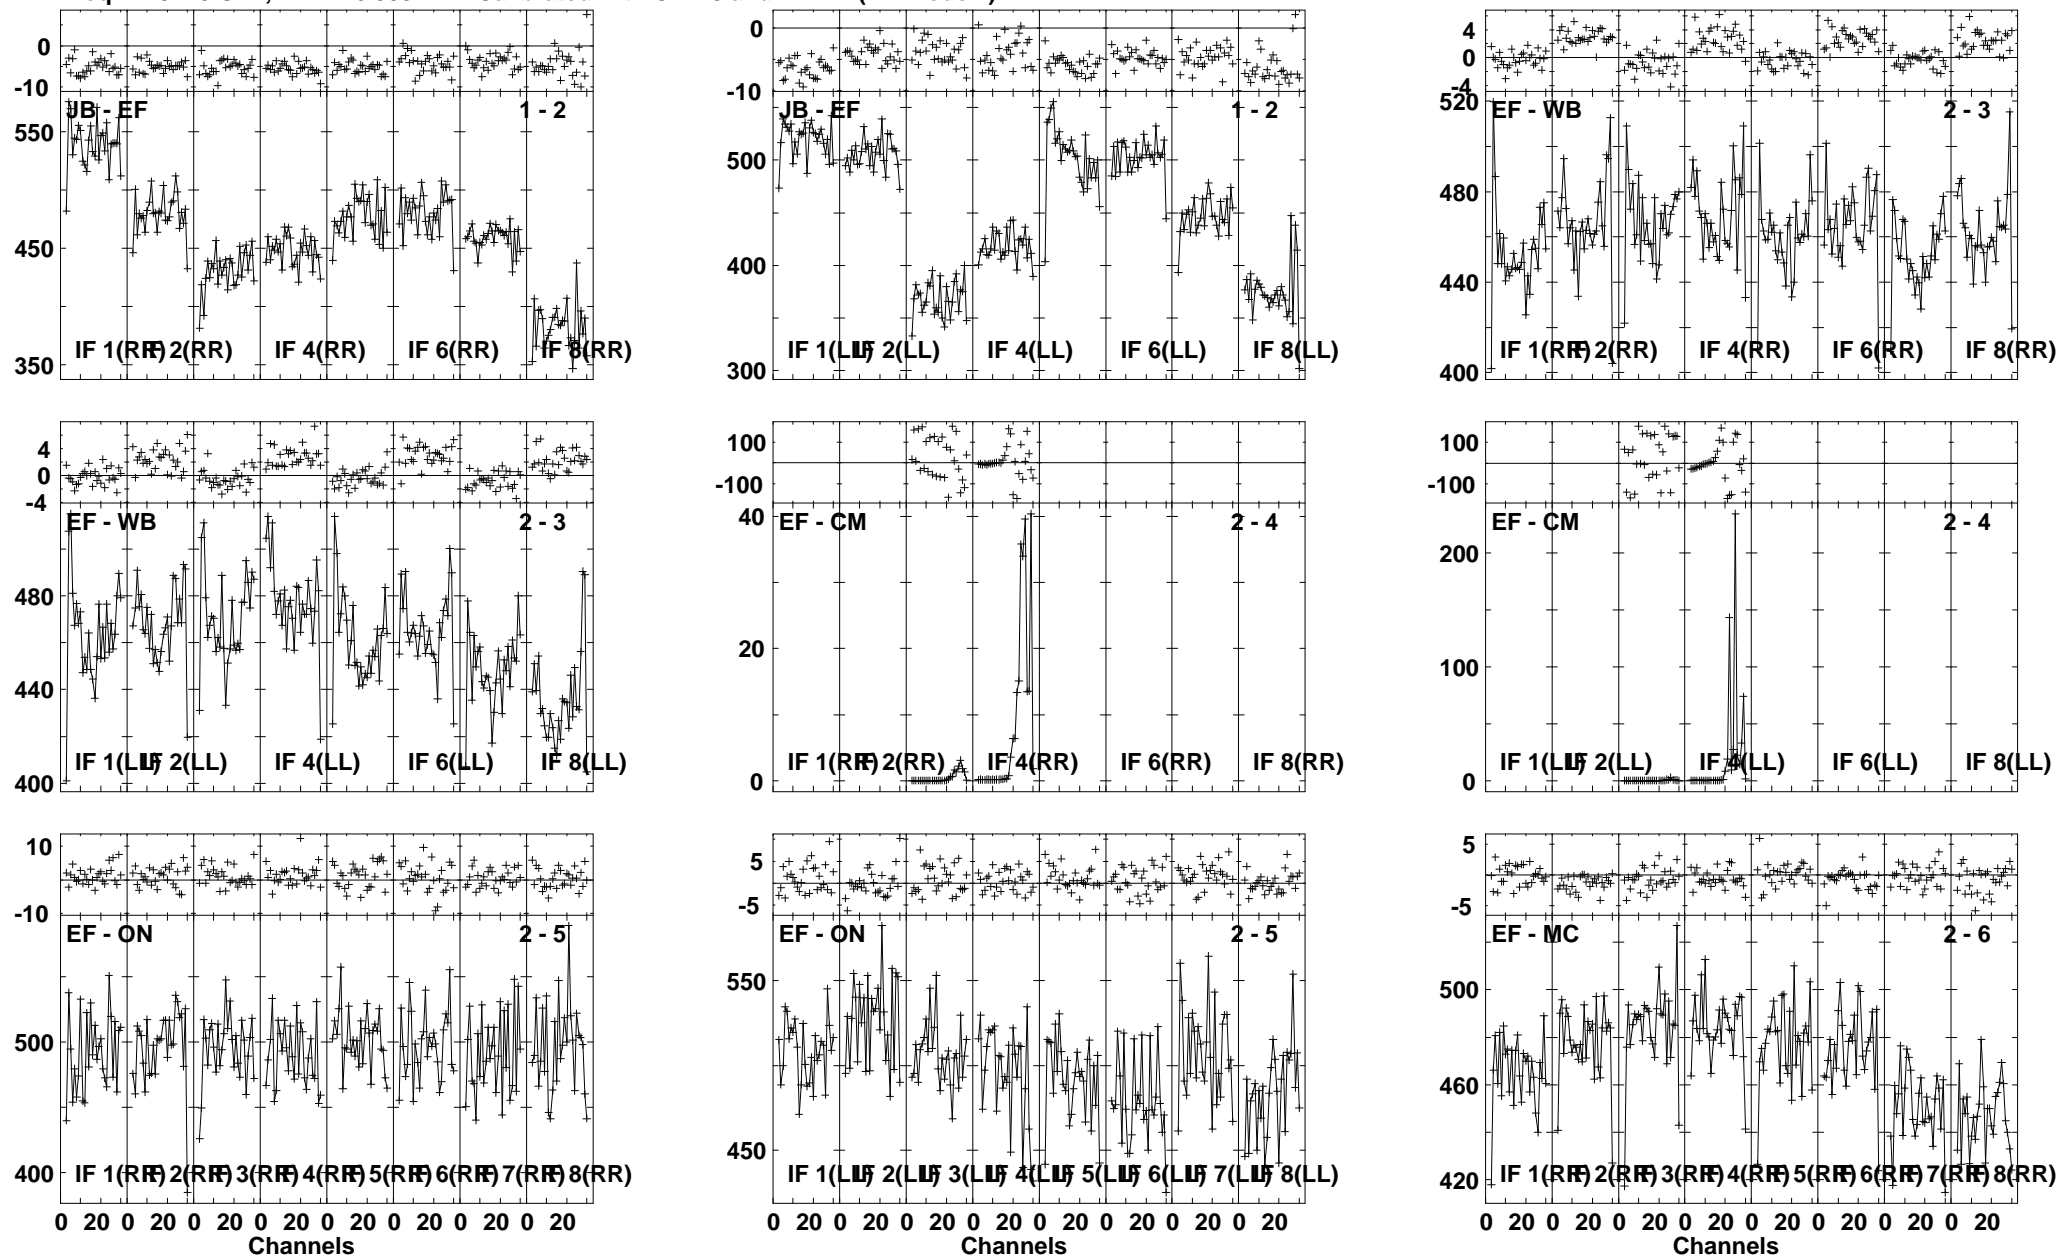 0 0 4
0
-10 -10 -4
JB - EF 1 - 2 JB - EF 1 - 2 520 EF - WB 2 - 3
550 500 480
450 400 440
IF 1(RR) IF 2(RR) IF 4(RR) IF 6(RR) IF 8(RR) IF 1(LL) IF 2(LL) IF 4(LL) IF 6(LL) IF 8(LL) IF 1(RR) IF 2(RR) IF 4(RR) IF 6(RR) IF 8(RR)
350 300 400
4 100 100
0
-4 -100 -100
EF - WB 2 - 3 40 EF - CM 2 - 4 EF - CM 2 - 4
480 200
440 20 100
IF 1(LL) IF 2(LL) IF 4(LL) IF 6(LL) IF 8(LL) IF 1(RR) IF 2(RR) IF 4(RR) IF 6(RR) IF 8(RR) IF 1(LL) IF 2(LL) IF 4(LL) IF 6(LL) IF 8(LL)
400 0 0
10 5 5
-10 -5 -5
EF - ON 2 - 5 EF - ON 2 - 5 EF - MC 2 - 6
500 550 500
460
400 IF 1(RR) IF 2(RR) IF 3(RR) IF 4(RR) IF 5(RR) IF 6(RR) IF 7(RR) IF 8(RR) 450 IF 1(LL) IF 2(LL) IF 3(LL) IF 4(LL) IF 5(LL) IF 6(LL) IF 7(LL) IF 8(LL) 420 IF 1(RR) IF 2(RR) IF 3(RR) IF 4(RR) IF 5(RR) IF 6(RR) IF 7(RR) IF 8(RR)
0 20 0 20 0 20 0 20 0 20 0 20 0 20 0 20 0 20 0 20 0 20 0 20 0 20 0 20 0 20 0 20 0 20 0 20 0 20 0 20 0 20 0 20 0 20 0 20
Channels Channels Channels